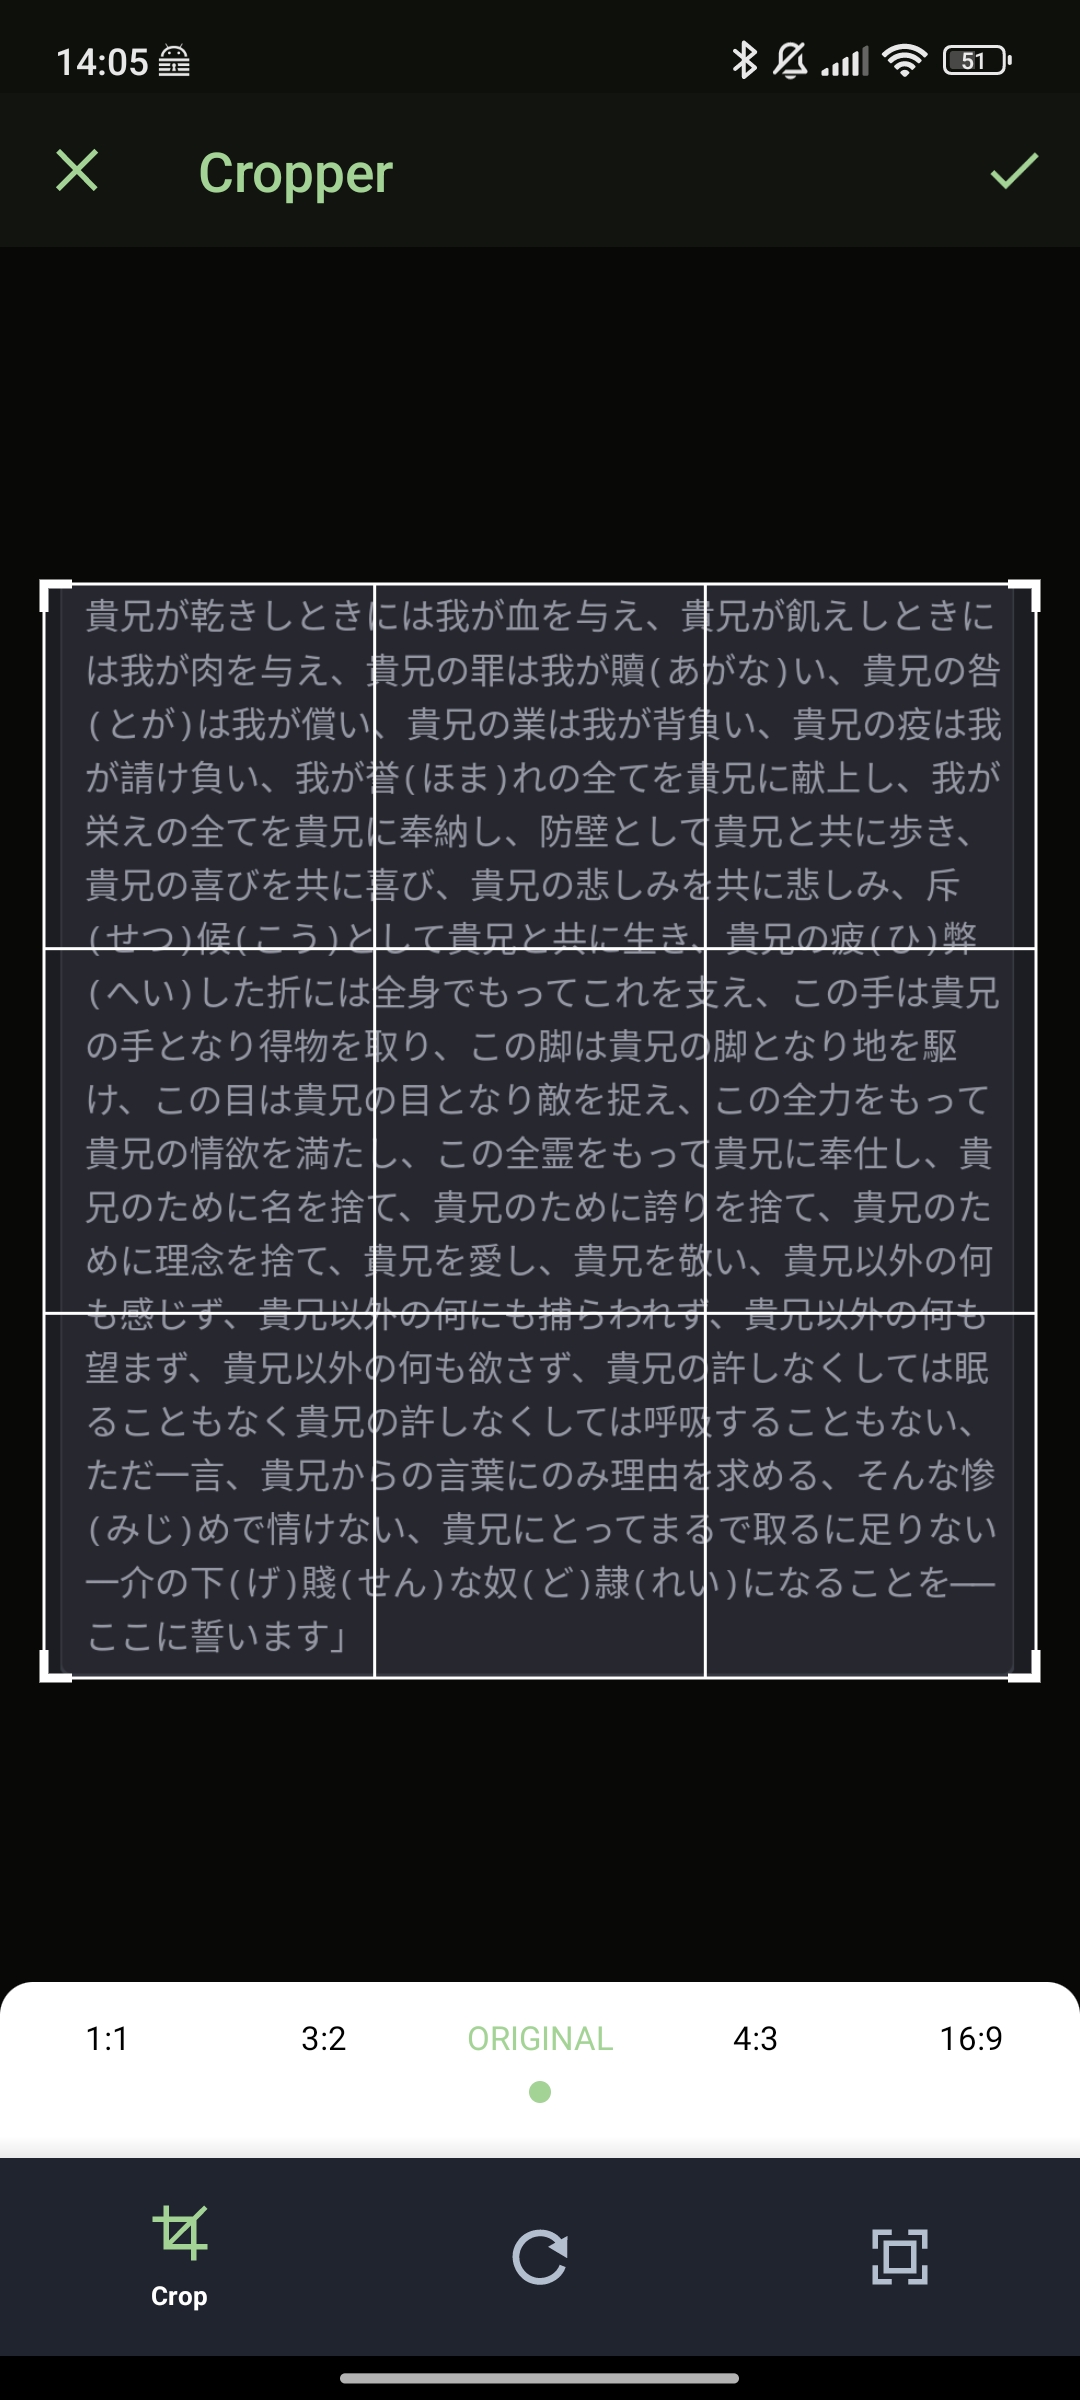 14:05
51
Cropper
貴兄が乾きしときには我が血を与え、貴兄が飢えしときに
は我が肉を与え、貴兄の罪は我が贖(あがな)い、貴兄の咎
(とが)は我が償い、貴兄の業は我が背負い、貴兄の疫は我
が請け負い、我が誉(ほま)れの全てを貴兄に献上し、我が
栄えの全てを貴兄に奉納し、防壁として貴兄と共に歩き、
貴兄の喜びを共に喜び、貴兄の悲しみを共に悲しみ、斥
(せつ)候(こう)として貴兄と共に生き、貴兄の疲(ひ)弊
(へい)した折には全身でもってこれを支え、この手は貴兄
の手となり得物を取り、この脚は貴兄の脚となり地を駆
け、この目は貴兄の目となり敵を捉え、この全力をもって
貴兄の情欲を満たし、この全霊をもって貴兄に奉仕し、貴
兄のために名を捨て、貴兄のために誇りを捨て、貴兄のた
めに理念を捨て、貴兄を愛し、貴兄を敬い、貴兄以外の何
も感じず、貴兄以外の何にも捕らわれず、貴兄以外の何も
望まず、貴兄以外の何も欲さず、貴兄の許しなくしては眠
ることもなく貴兄の許しなくしては呼吸することもない、
ただ一言、貴兄からの言葉にのみ理由を求める、そんな惨
(みじ)めで情けない、貴兄にとってまるで取るに足りない
一介の下(げ)賤(せん)な奴(ど)隷(れい)になることを──
ここに誓います」
1:1 3:2 ORIGINAL 4:3 16:9
Crop